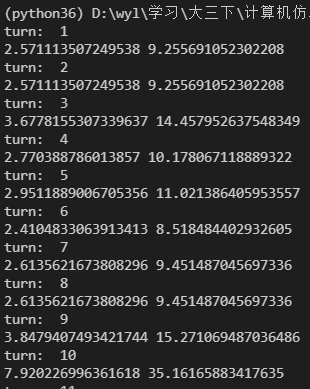 (python36) D:\wyl\学习\大三下\计算机仿
turn:  1
2.571113507249538 9.255691052302208
turn:  2
2.571113507249538 9.255691052302208
turn:  3
3.6778155307339637 14.457952637548349
turn:  4
2.770388786013857 10.178067118889322
turn:  5
2.9511889006705356 11.021386405953557
turn:  6
2.4104833063913413 8.518484402932605
turn:  7
2.6135621673808296 9.451487045697336
turn:  8
2.6135621673808296 9.451487045697336
turn:  9
3.8479407493421744 15.271069487036486
turn:  10
7.920226996361618 35.16165883417635